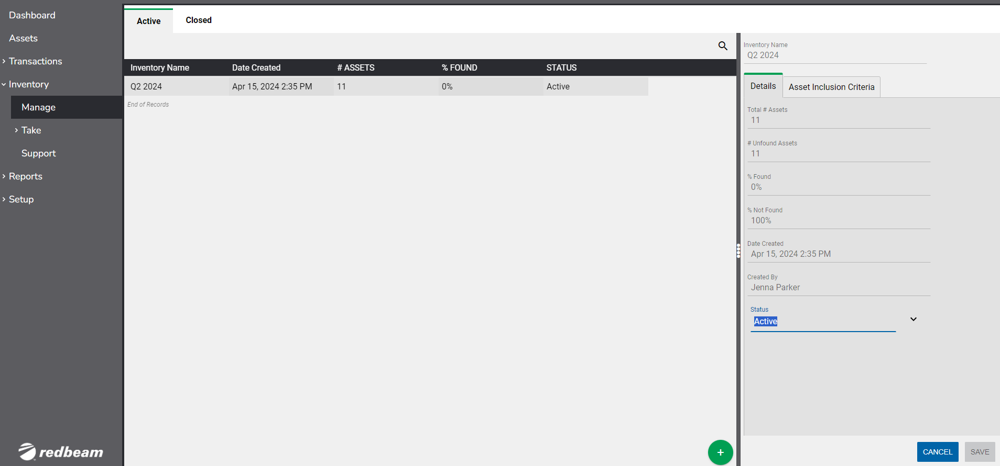 Dashboard
Assets
Transactions
Inventory
Manage
Take
Support
Reports
Setup
redbeam
Active
Closed
Inventory Name Date Created # ASSETS % FOUND STATUS
Q2 2024 Apr 15, 2024 2:35 PM 11 0% Active
End of Records
+
Inventory Name
Q2 2024
Details
Asset Inclusion Criteria
Total # Assets
11
# Unfound Assets
11
% Found
0%
% Not Found
100%
Date Created
Apr 15, 2024 2:35 PM
Created By
Jenna Parker
Status
Active
CANCEL
SAVE